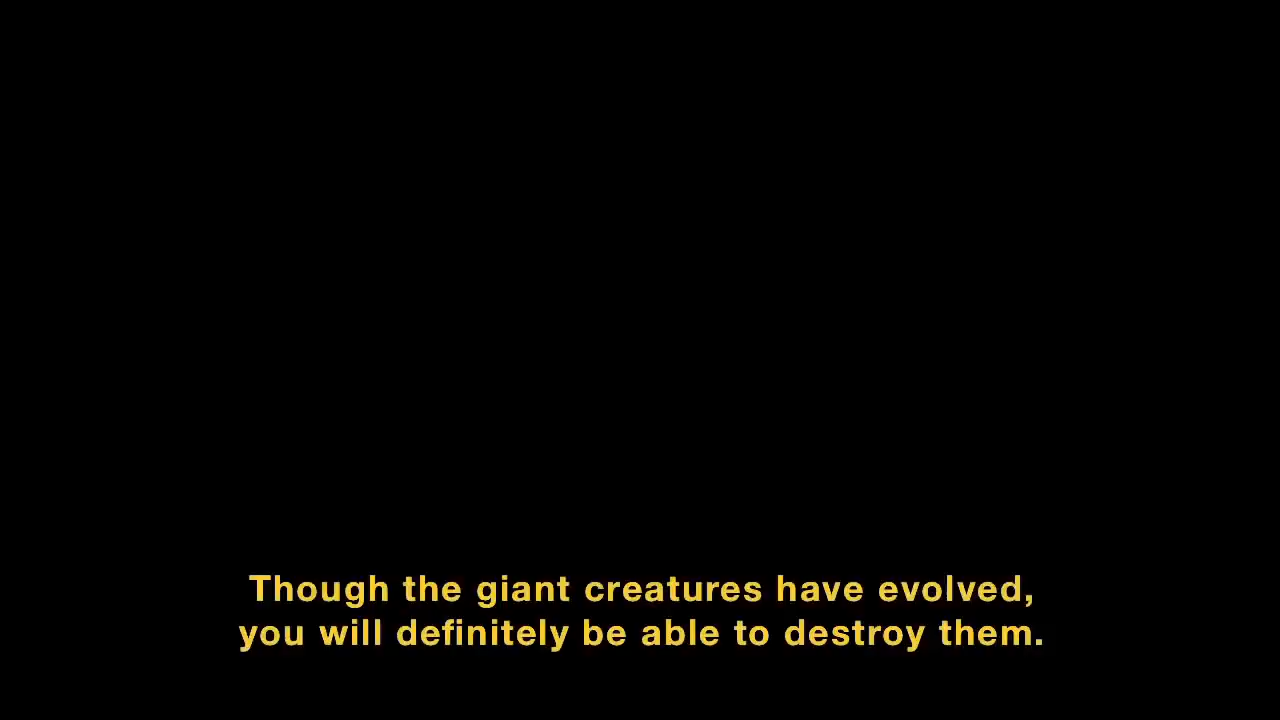 Though the giant creatures have evolved,
you will definitely be able to destroy them.